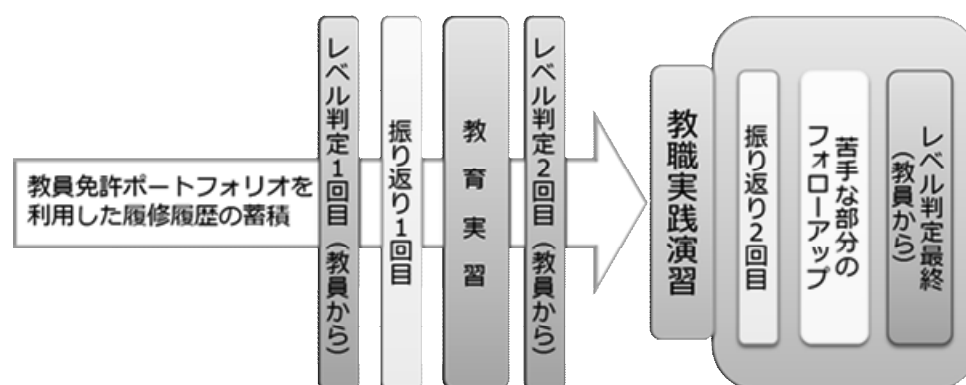 教員免許ポートフォリオを
利用した履修履歴の蓄積
レベル判定1回目(教員から)
振り返り1回目
教育実習
レベル判定2回目(教員から)
教職実践演習
振り返り2回目
苦手な部分の
フォローアップ
レベル判定最終
(教員から)